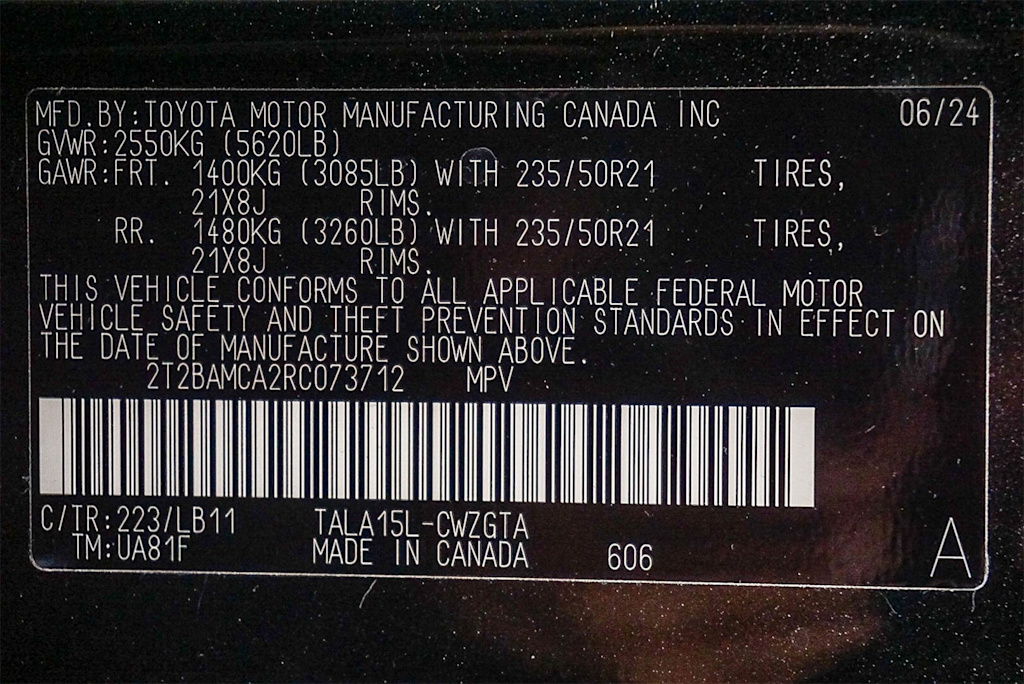 MFD.BY:TOYOTA MOTOR MANUFACTURING CANADA INC 06/24
GVWR:2550KG (5620LB)
GAWR:FRT. 1400KG (3085LB) WITH 235/50R21 TIRES,
21X8J RIMS.
RR. 1480KG (3260LB) WITH 235/50R21 TIRES,
21X8J RIMS.
THIS VEHICLE CONFORMS TO ALL APPLICABLE FEDERAL MOTOR
VEHICLE SAFETY AND THEFT PREVENTION STANDARDS IN EFFECT ON
THE DATE OF MANUFACTURE SHOWN ABOVE.
2T2BAMCA2RC073712 MPV
C/TR:223/LB11 TALA15L-CWZGTA
TM:UA81F MADE IN CANADA 606 A